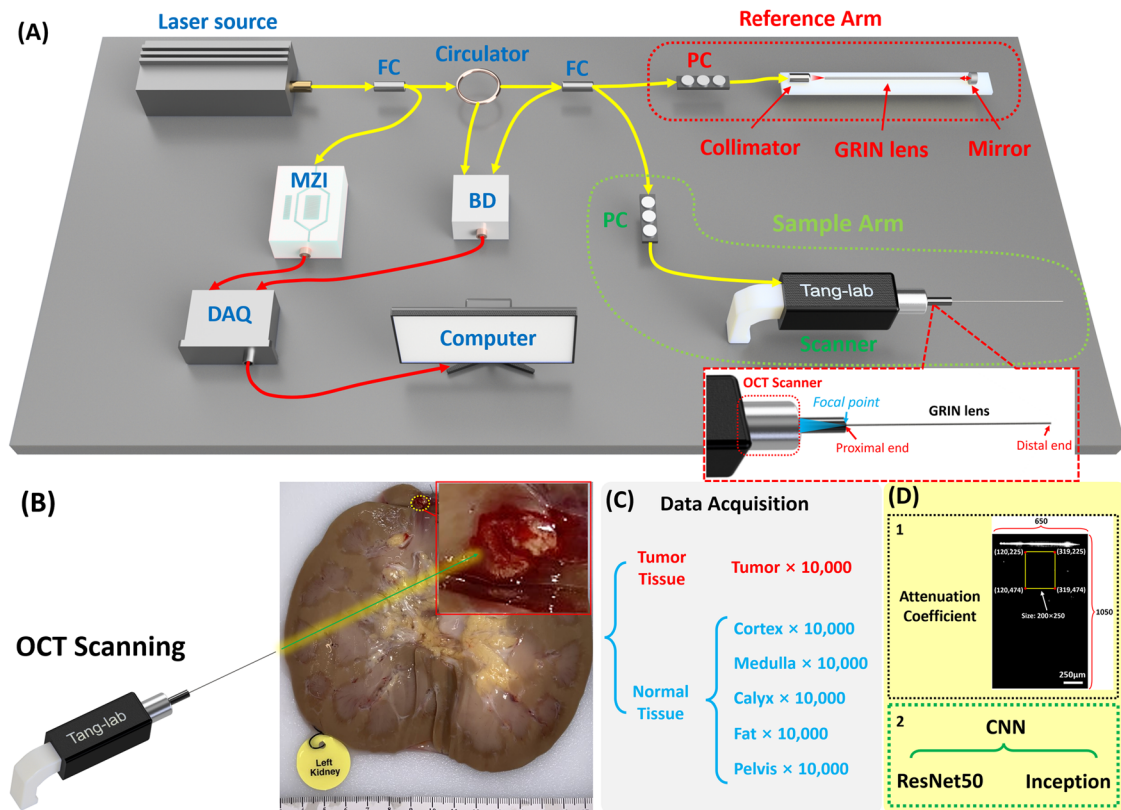 (A)
Laser source
FC
Circulator
FC
Reference Arm
PC
Collimator
GRIN lens
Mirror
MZI
BD
PC
Sample Arm
Tang-lab
Scanner
DAQ
Computer
OCT Scanner
Focal point
GRIN lens
Proximal end
Distal end
(B)
OCT Scanning
Tang-lab
Left
Kidney
(C)
Data Acquisition
Tumor
Tissue
Tumor × 10,000
Normal
Tissue
Cortex × 10,000
Medulla × 10,000
Calyx × 10,000
Fat × 10,000
Pelvis × 10,000
(D)
1
Attenuation
Coefficient
650
(120,225)
(319,225)
(120,474)
(319,474)
Size: 200×250
1050
250μm
2
CNN
ResNet50
Inception